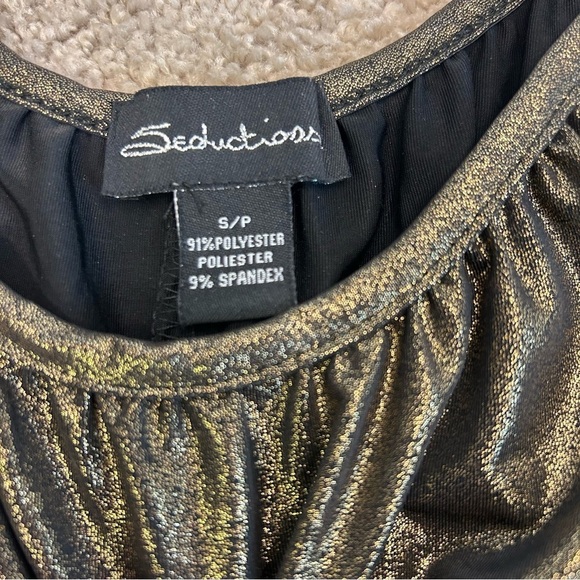 Seductions
S/P
91%POLYESTER
POLIESTER
9% SPANDEX